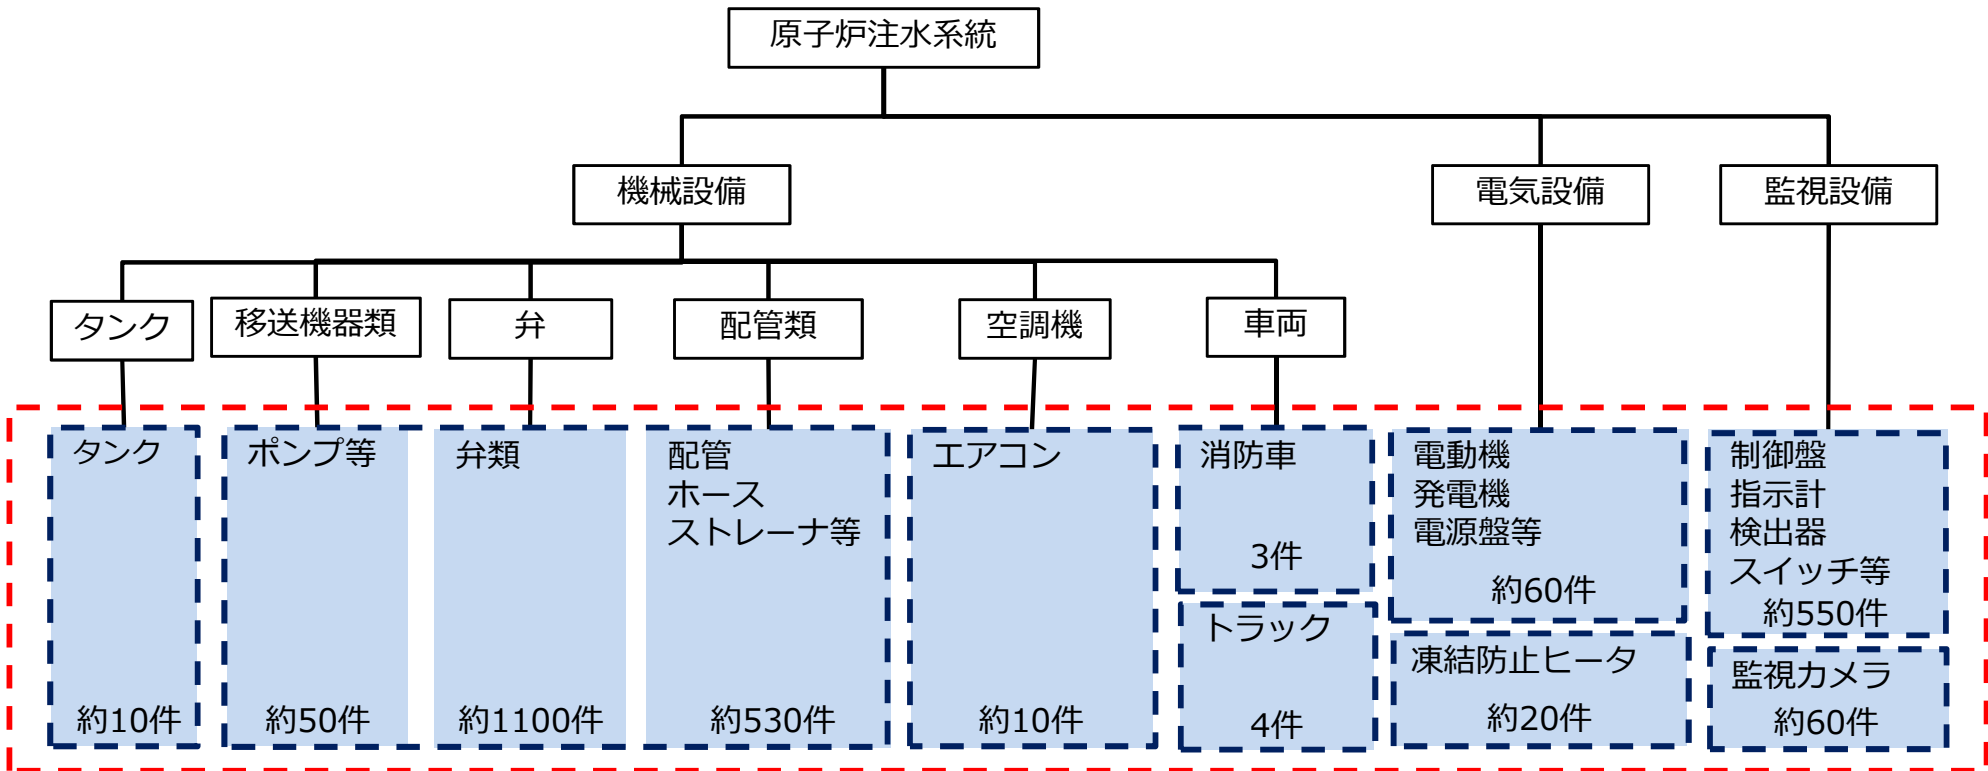 原子炉注水系統
機械設備
電気設備
監視設備
タンク
移送機器類
弁
配管類
空調機
車両
タンク
約10件
ポンプ等
約50件
弁類
約1100件
配管
ホース
ストレーナ等
約530件
エアコン
約10件
消防車
3件
トラック
4件
電動機
発電機
電源盤等
約60件
凍結防止ヒータ
約20件
制御盤
指示計
検出器
スイッチ等
約550件
監視カメラ
約60件